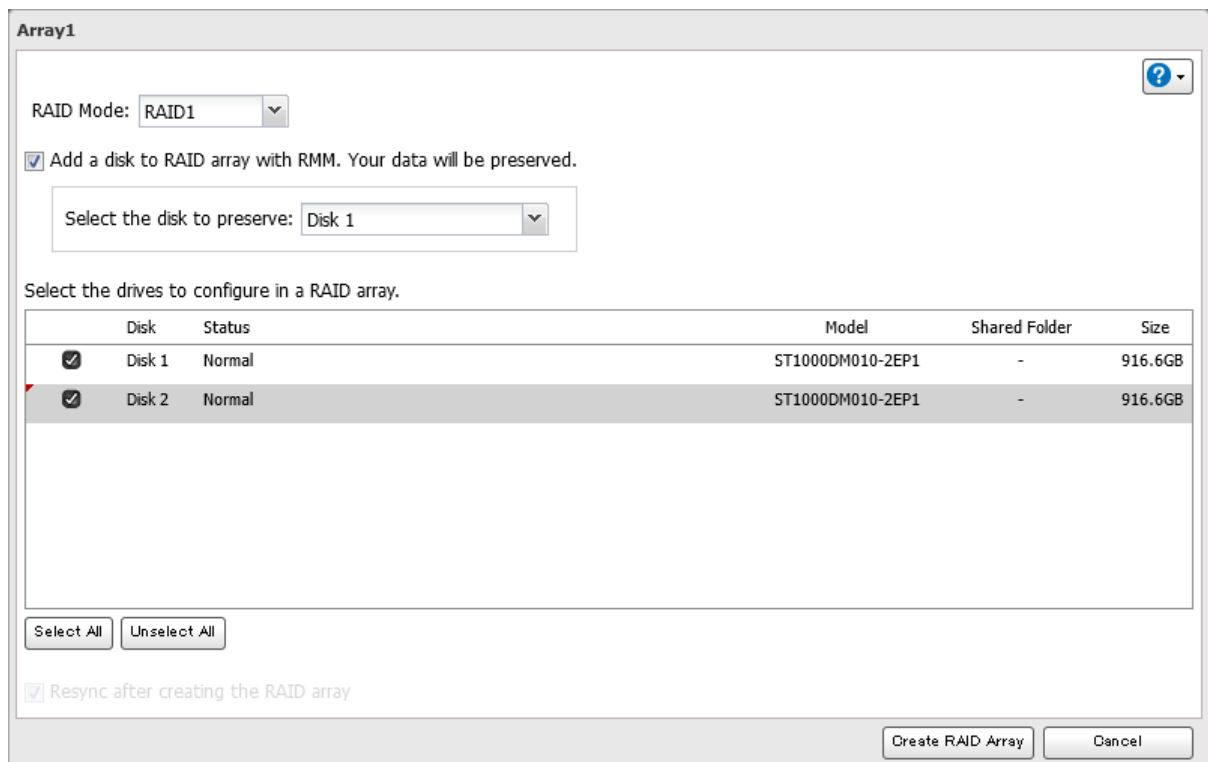 Array1
?
RAID Mode: RAID1
Add a disk to RAID array with RMM. Your data will be preserved.
Select the disk to preserve: Disk 1
Select the drives to configure in a RAID array.
Disk Status Model Shared Folder Size
Disk 1 Normal ST1000DM010-2EP1 - 916.6GB
Disk 2 Normal ST1000DM010-2EP1 - 916.6GB
Select All Unselect All
Resync after creating the RAID array
Create RAID Array Cancel